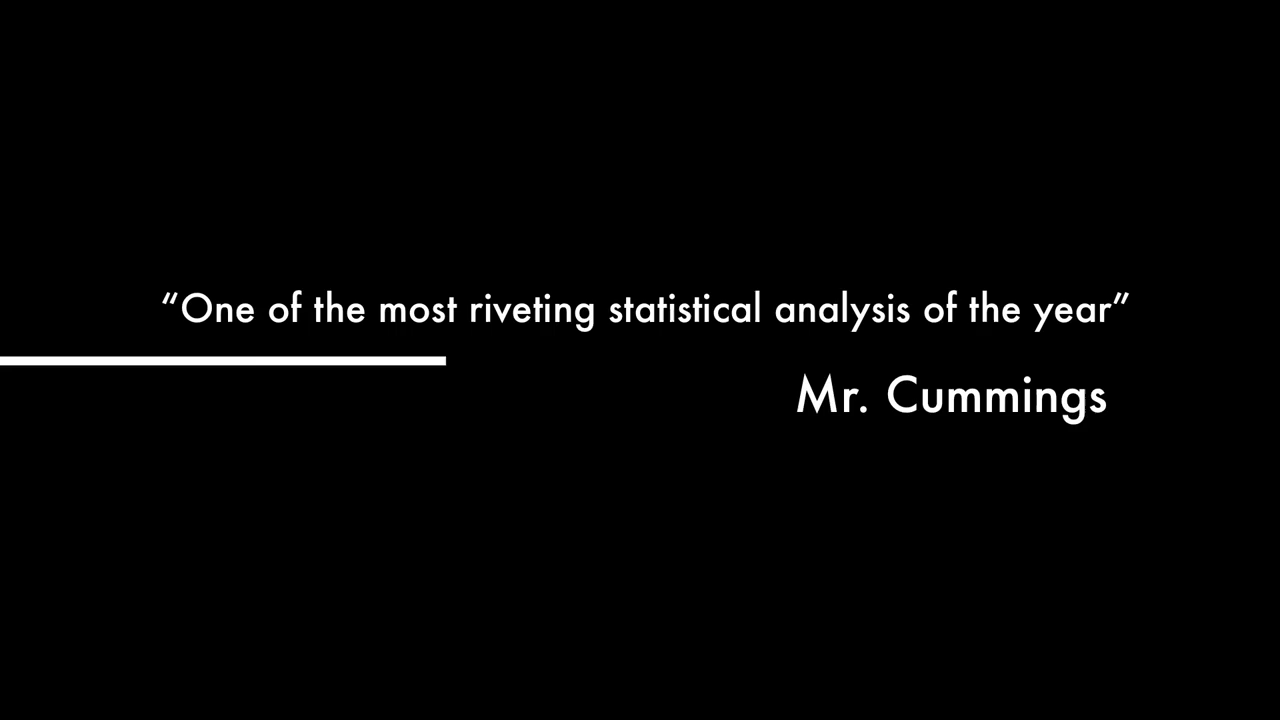 “One of the most riveting statistical analysis of the year”
Mr. Cummings